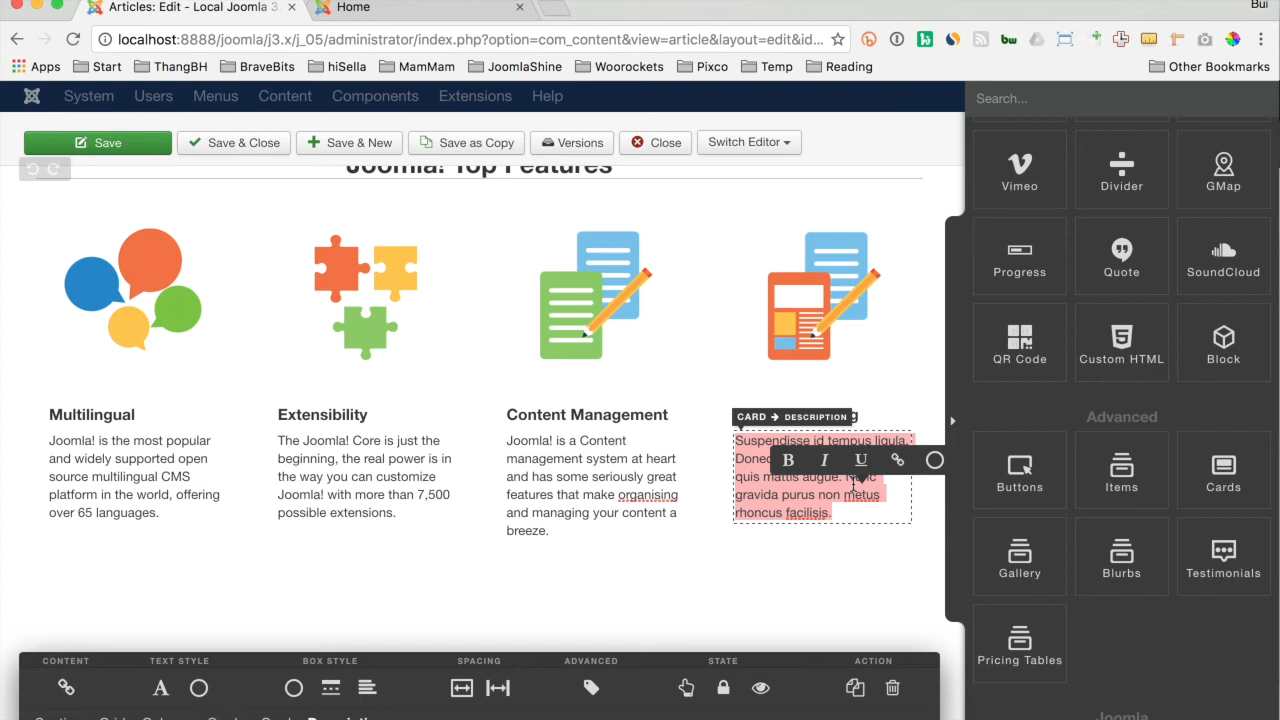 Articles: Edit - Local Joomla 3.
Home
Bui
localhost:8888/joomla/j3.x/j_05/administrator/index.php?option=com_content&view=article&layout=edit&id...
Apps
Start
ThangBH
BraveBits
hiSella
MamMam
JoomlaShine
Woorockets
Pixco
Temp
Reading
Other Bookmarks
System
Users
Menus
Content
Components
Extensions
Help
Search...
Save
Save & Close
Save & New
Save as Copy
Versions
Close
Switch Editor
Joomla! Top Features
Vimeo
Divider
GMap
Progress
Quote
SoundCloud
QR Code
Custom HTML
Block
Advanced
Buttons
Items
Cards
Gallery
Blurbs
Testimonials
Pricing Tables
Joomla
Multilingual
Joomla! is the most popular
and widely supported open
source multilingual CMS
platform in the world, offering
over 65 languages.
Extensibility
The Joomla! Core is just the
beginning, the real power is in
the way you can customize
Joomla! with more than 7,500
possible extensions.
Content Management
Joomla! is a Content
management system at heart
and has some seriously great
features that make organising
and managing your content a
breeze.
CARD → DESCRIPTION
Suspendisse id tempus ligula.
B I U
quis mattis augue.
gravida purus non metus
rhoncus facilisis.
CONTENT
TEXT STYLE
BOX STYLE
SPACING
ADVANCED
STATE
ACTION
A